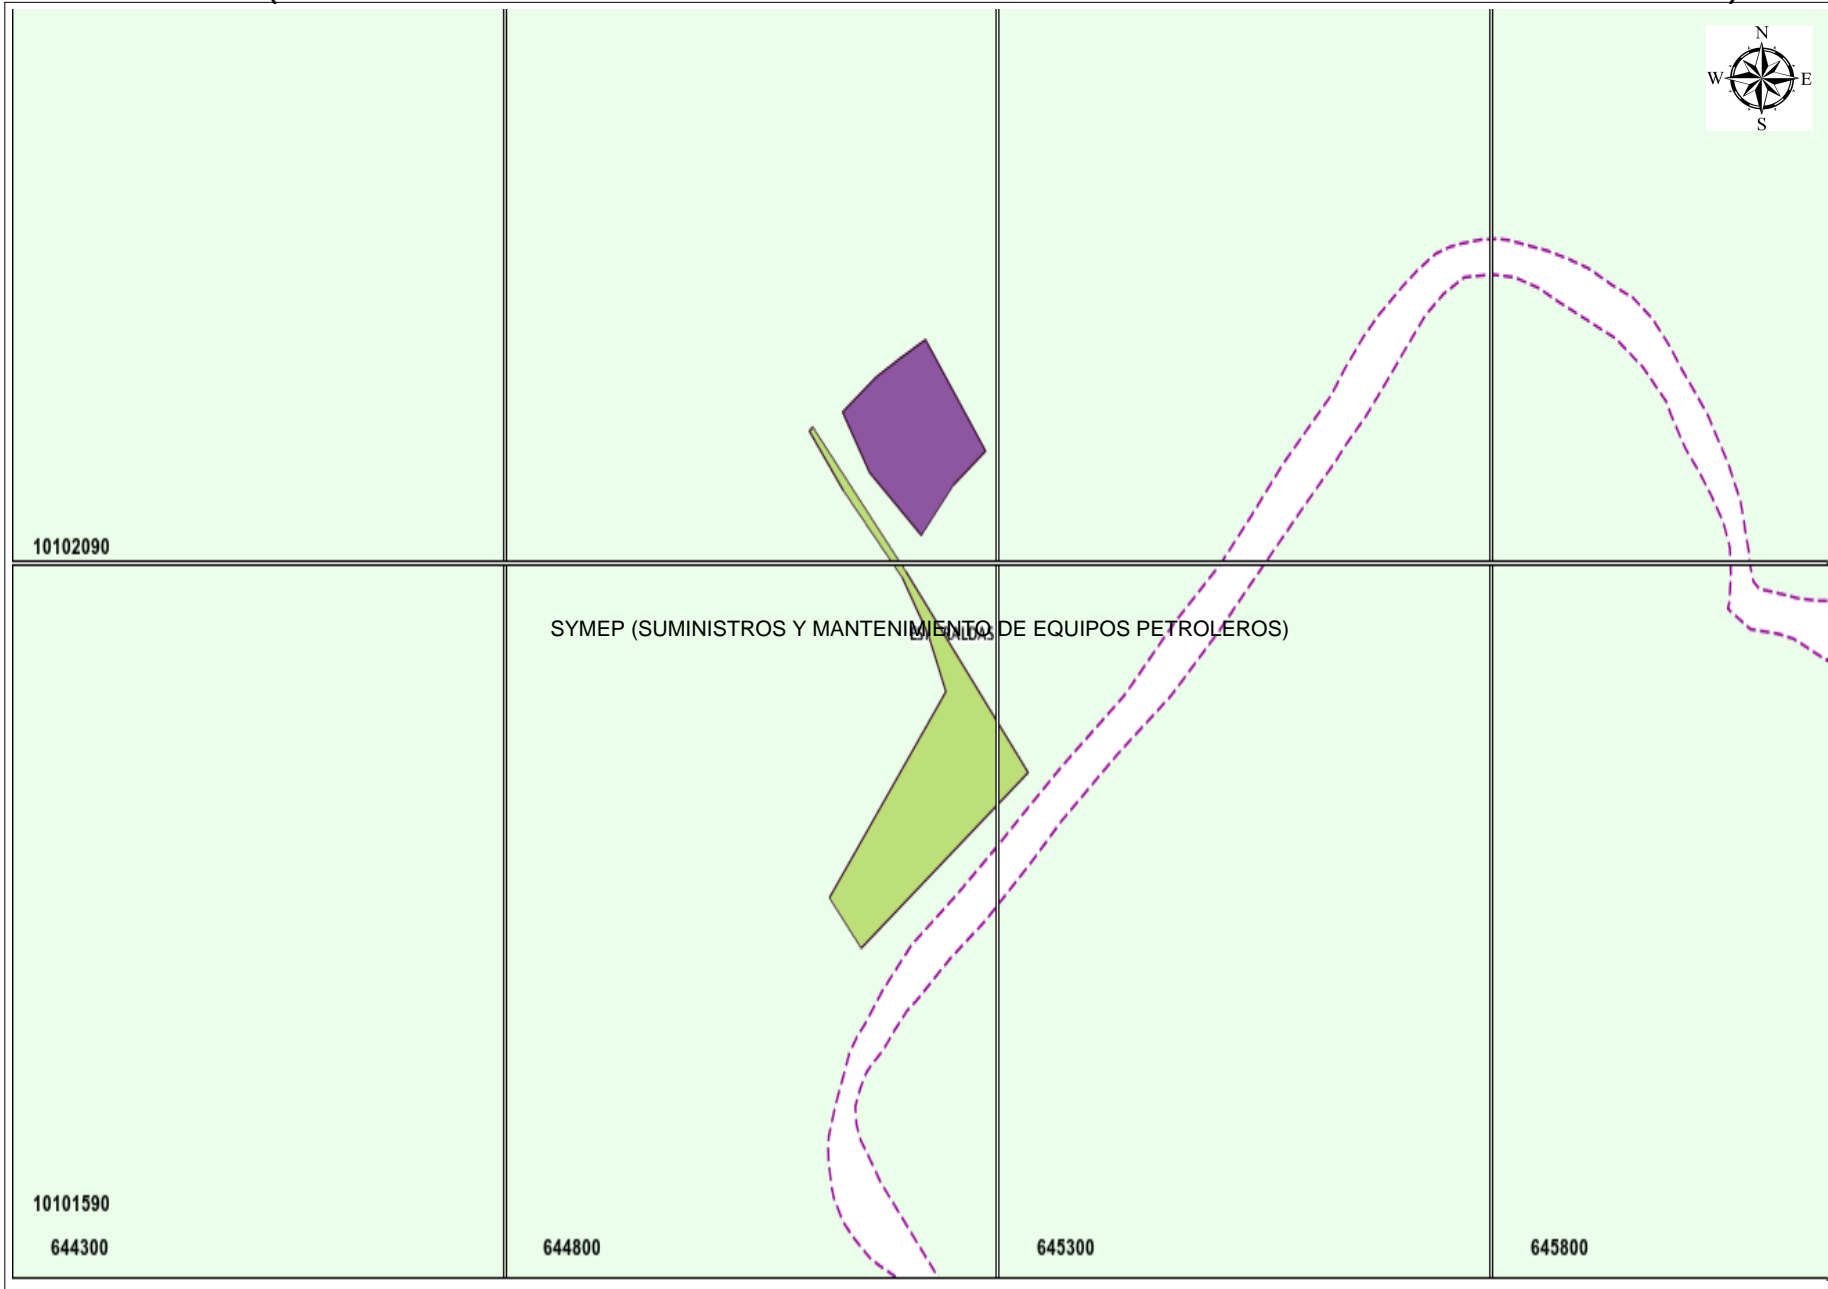 N
W E
S
10102090
SYMEP (SUMINISTROS Y MANTENIMIENTO DE EQUIPOS PETROLEROS)
10101590
644300 644800 645300 645800